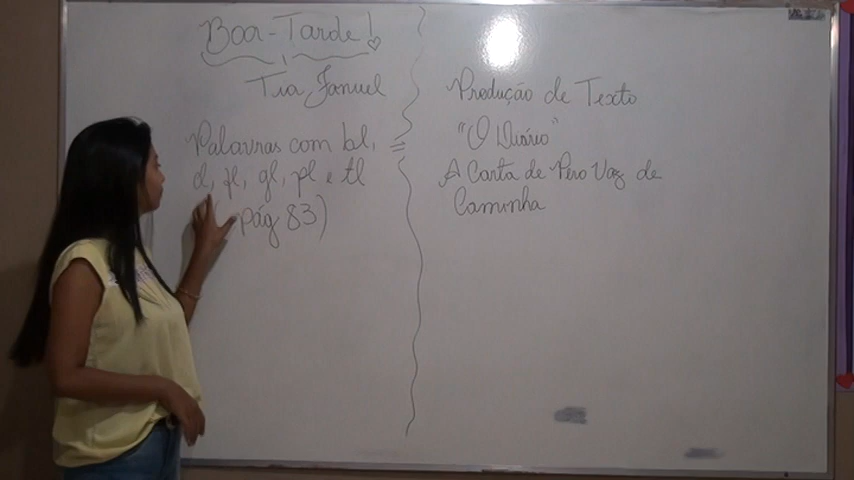 Boa-Tarde!
Tia Januel
Palavras com bl,
cl, fl, gl, pl e tl
pág 83)
Produção de Texto
"O Diário"
A Carta de Pero Vaz de
Caminha